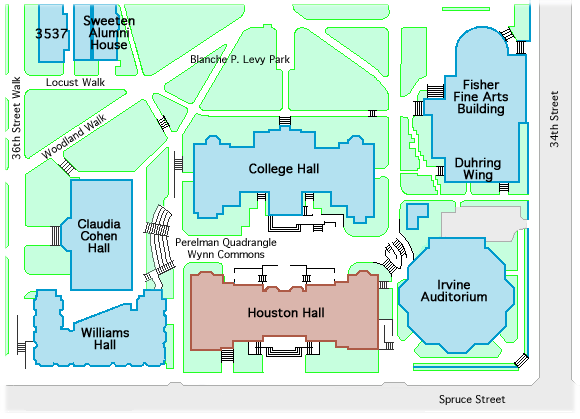 3537
Sweeten
Alumni
House
Blanche P. Levy Park
Locust Walk
36th Street Walk
Woodland Walk
Fisher
Fine Arts
Building
34th Street
Duhring
Wing
College Hall
Claudia
Cohen
Hall
Perelman Quadrangle
Wynn Commons
Irvine
Auditorium
Houston Hall
Williams
Hall
Spruce Street